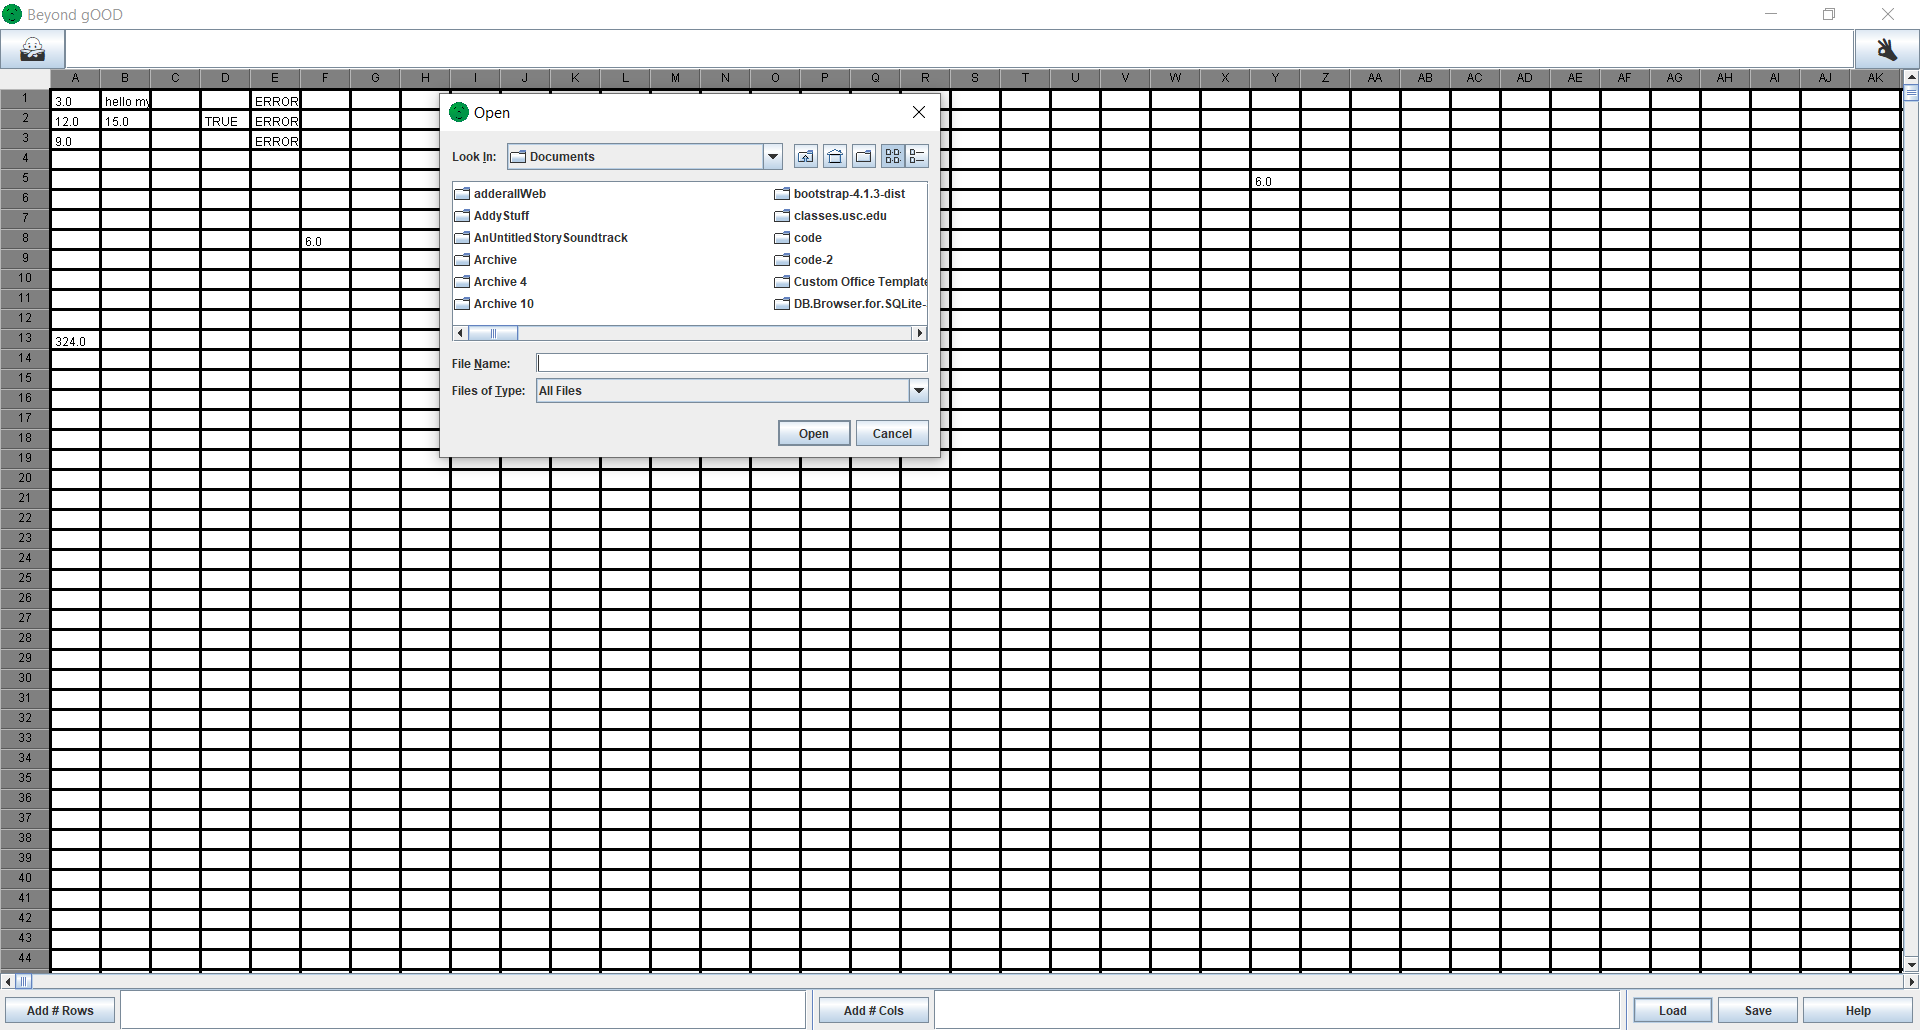 Beyond gOOD
A B C D E F G H I J K L M N O P Q R S T U V W X Y Z AA AB AC AD AE AF AG AH AI AJ AK
1 3.0 hello my ERROR
2 12.0 15.0 TRUE ERROR
3 9.0 ERROR
4
5 6.0
6
7
8 6.0
9
10
11
12
13 324.0
14
15
16
17
18
19
20
21
22
23
24
25
26
27
28
29
30
31
32
33
34
35
36
37
38
39
40
41
42
43
44
Open
Look In: Documents
adderallWeb bootstrap-4.1.3-dist
AddyStuff classes.usc.edu
AnUntitledStorySoundtrack code
Archive code-2
Archive 4 Custom Office Template
Archive 10 DB.Browser.for.SQLite-
File Name:
Files of Type: All Files
Open Cancel
Add # Rows Add # Cols Load Save Help